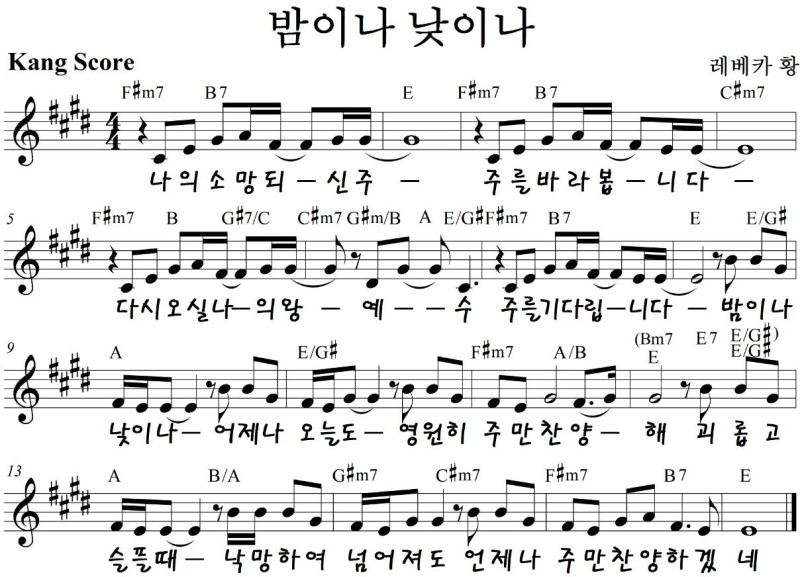 밤이나 낮이나
Kang Score
레베카 황
F#m7 B7 E F#m7 B7 C#m7
나의소망되-신주- 주를바라봅-니다-
5 F#m7 B G#7/C C#m7 G#m/B A E/G# F#m7 B7 E E/G#
다시오실나-의왕-예--수 주를기다립-니다-밤이나
9 A E/G# F#m7 A/B (Bm7 E7 E/G#)
E E/G#
낮이나-어제나 오늘도-영원히 주만찬양-해 괴롭고
13 A B/A G#m7 C#m7 F#m7 B7 E
슬플때-낙망하여 넘어져도 언제나 주만찬양하겠네